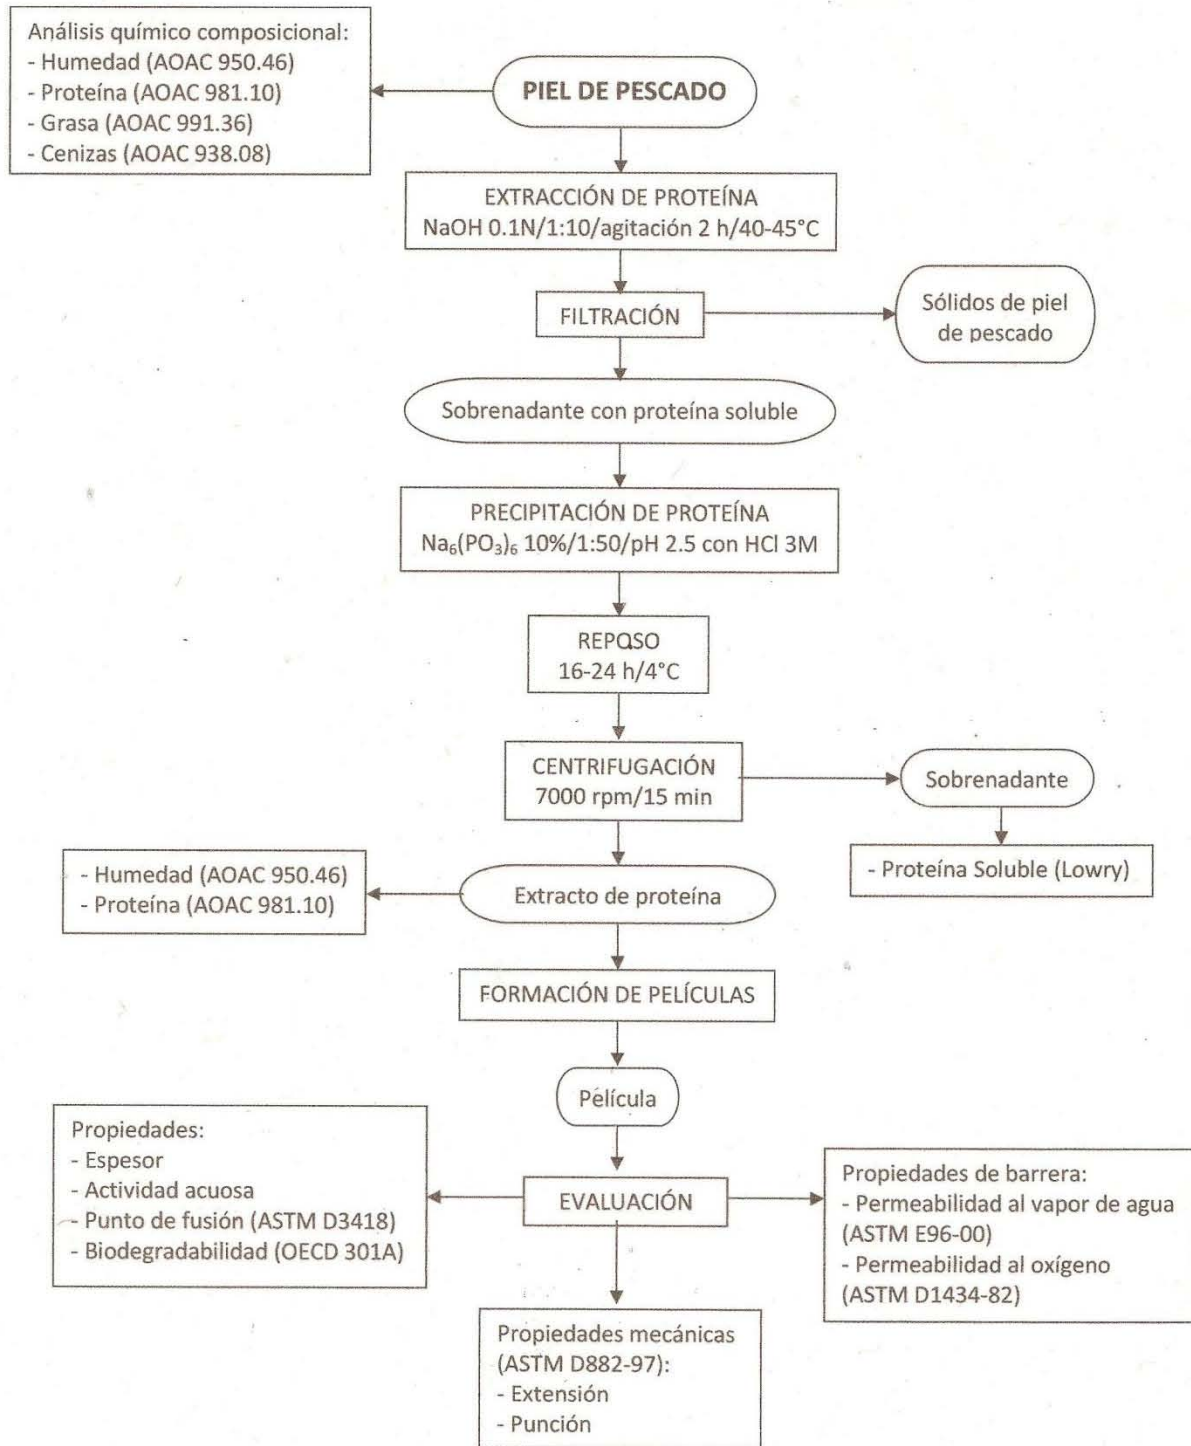 Análisis químico composicional:
- Humedad (AOAC 950.46)
- Proteína (AOAC 981.10)
- Grasa (AOAC 991.36)
- Cenizas (AOAC 938.08)
PIEL DE PESCADO
EXTRACCIÓN DE PROTEÍNA
NaOH 0.1N/1:10/agitación 2 h/40-45°C
FILTRACIÓN
Sólidos de piel
de pescado
Sobrenadante con proteína soluble
PRECIPITACIÓN DE PROTEÍNA
Na₆(PO₃)₆ 10%/1:50/pH 2.5 con HCl 3M
REPOSO
16-24 h/4°C
CENTRIFUGACIÓN
7000 rpm/15 min
Sobrenadante
- Proteína Soluble (Lowry)
- Humedad (AOAC 950.46)
- Proteína (AOAC 981.10)
Extracto de proteína
FORMACIÓN DE PELÍCULAS
Película
Propiedades:
- Espesor
- Actividad acuosa
- Punto de fusión (ASTM D3418)
- Biodegradabilidad (OECD 301A)
EVALUACIÓN
Propiedades de barrera:
- Permeabilidad al vapor de agua
(ASTM E96-00)
- Permeabilidad al oxígeno
(ASTM D1434-82)
Propiedades mecánicas
(ASTM D882-97):
- Extensión
- Punción